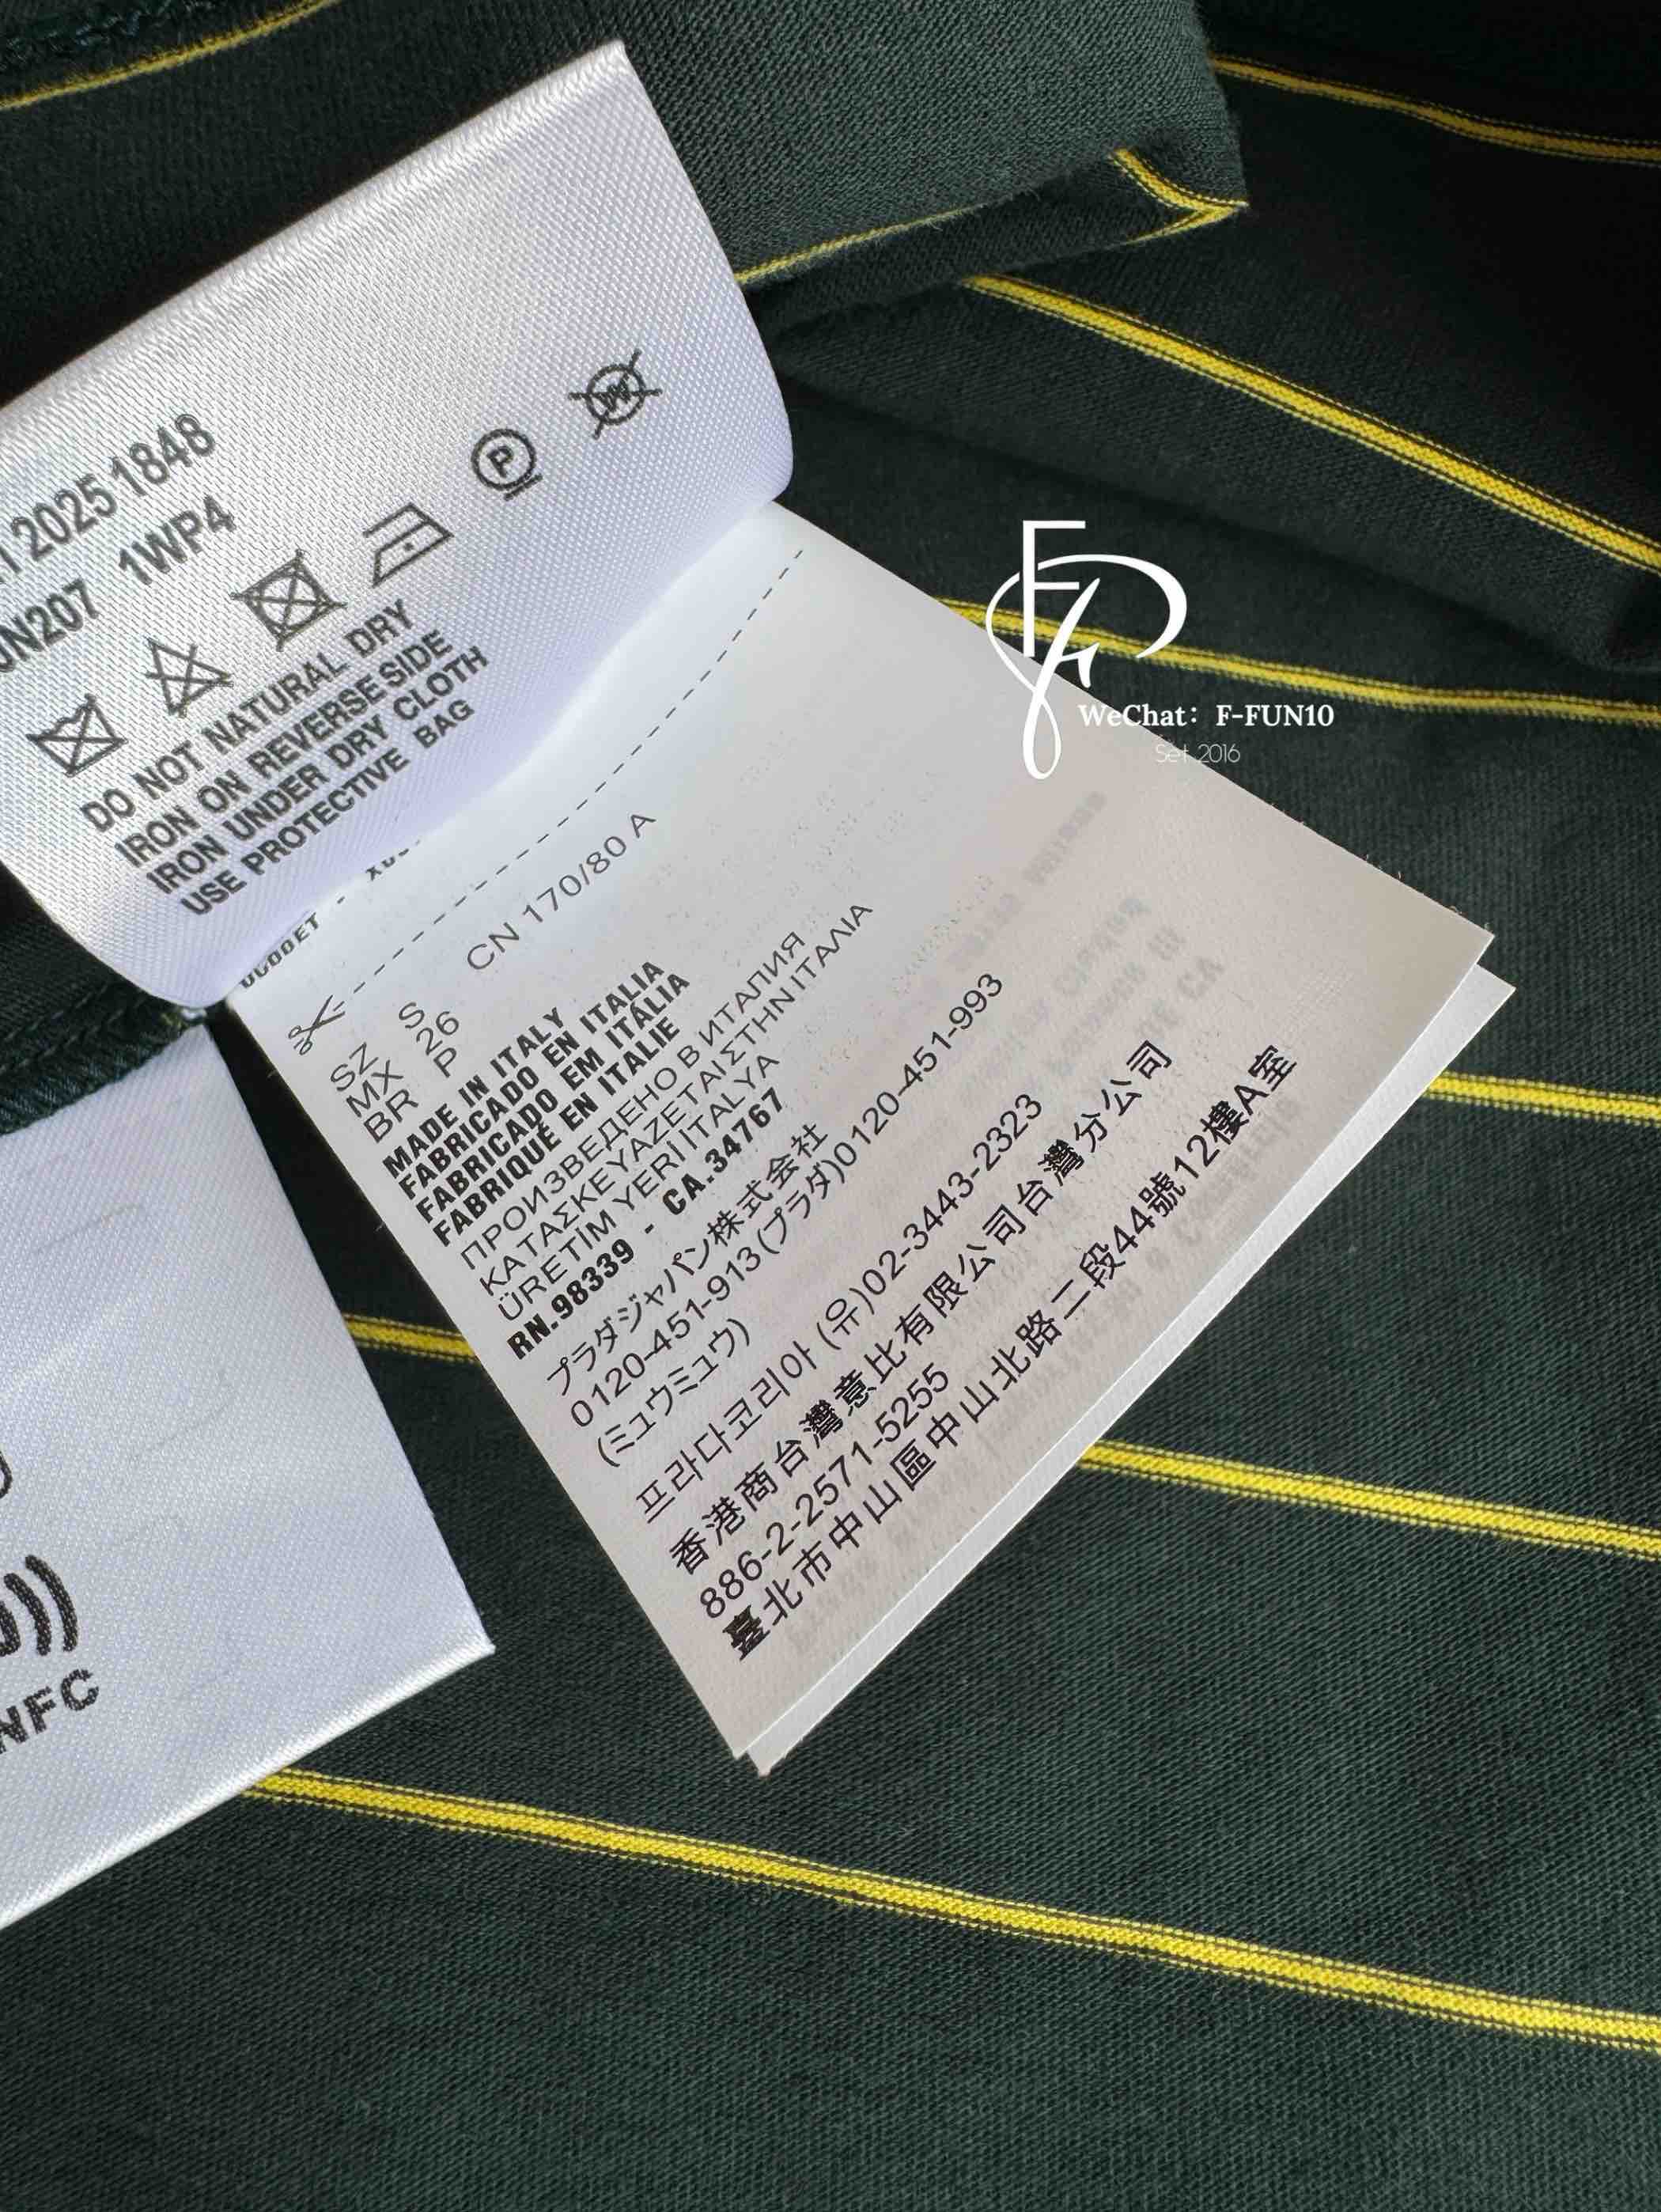 2025 1848
UN207 1WP4
DO NOT NATURAL DRY
IRON ON REVERSE SIDE
IRON UNDER DRY CLOTH
USE PROTECTIVE BAG
SZ S CN 170/80 A
MX 26
BR P
MADE IN ITALY
FABRICADO EN ITALIA
FABRICADO EM ITÁLIA
FABRIQUÉ EN ITALIE
ПРОИЗВЕДЕНО В ИТАЛИЯ
ΚΑΤΑΣΚΕΥΑΖΕΤΑΙ ΣΤΗΝ ΙΤΑΛΙΑ
ÜRETİM YERİ İTALYA
RN.98339 - CA.34767
プラダジャパン株式会社
0120-451-913(プラダ)0120-451-993
(ミュウミュウ)
프라다코리아 (유)02-3443-2323
香港商台灣意比有限公司台灣分公司
886-2-2571-5255
臺北市中山區中山北路二段44號12樓A室
NFC
WeChat：F-FUN10
Set 2016